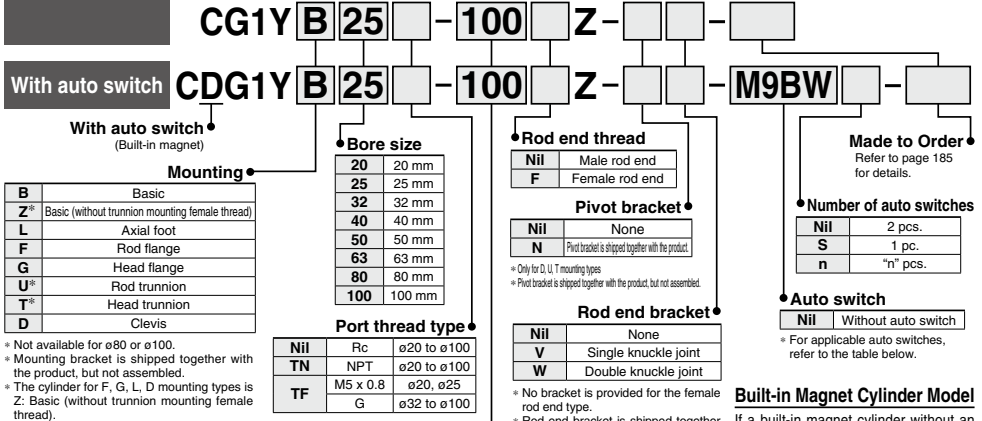 CG1Y B 25 - 100 Z -  -
With auto switch CDG1Y B 25 - 100 Z - - M9BW -
With auto switch
(Built-in magnet)
Mounting
B Basic
Z* Basic (without trunnion mounting female thread)
L Axial foot
F Rod flange
G Head flange
U* Rod trunnion
T* Head trunnion
D Clevis
* Not available for ø80 or ø100.
* Mounting bracket is shipped together with
the product, but not assembled.
* The cylinder for F, G, L, D mounting types is
Z: Basic (without trunnion mounting female
thread).
Bore size
20 20 mm
25 25 mm
32 32 mm
40 40 mm
50 50 mm
63 63 mm
80 80 mm
100 100 mm
Port thread type
Nil Rc ø20 to ø100
TN NPT ø20 to ø100
TF M5 x 0.8 ø20, ø25
G ø32 to ø100
Rod end thread
Nil Male rod end
F Female rod end
Pivot bracket
Nil None
N Pivot bracket is shipped together with the product.
* Only for D, U, T mounting types
* Pivot bracket is shipped together with the product, but not assembled.
Rod end bracket
Nil None
V Single knuckle joint
W Double knuckle joint
* No bracket is provided for the female
rod end type.
* Rod end bracket is shipped together
Made to Order
Refer to page 185
for details.
Number of auto switches
Nil 2 pcs.
S 1 pc.
n "n" pcs.
Auto switch
Nil Without auto switch
* For applicable auto switches,
refer to the table below.
Built-in Magnet Cylinder Model
If a built-in magnet cylinder without an